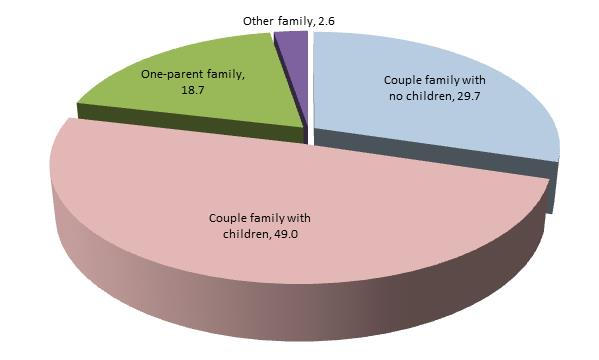 Other family, 2.6
One-parent family,
18.7
Couple family with
no children, 29.7
Couple family with
children, 49.0